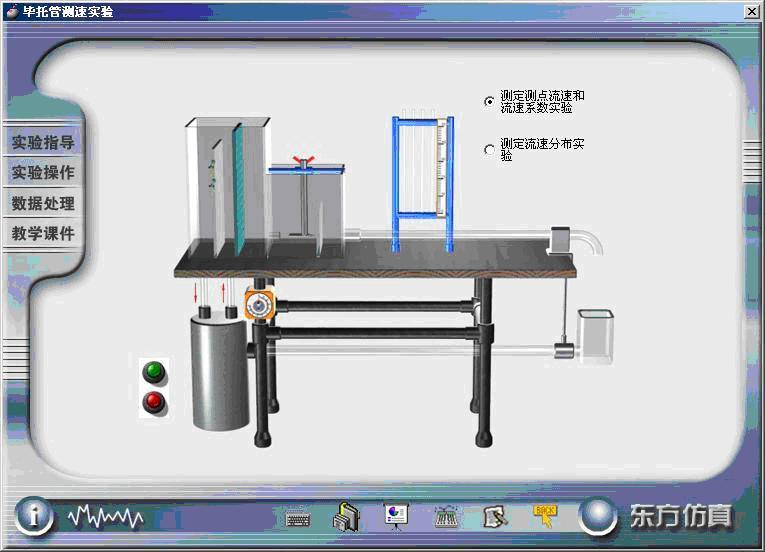 毕托管测速实验
测定测点流速和
流速系数实验
测定流速分布实
验
实验指导
实验操作
数据处理
教学课件
BACK
东方仿真